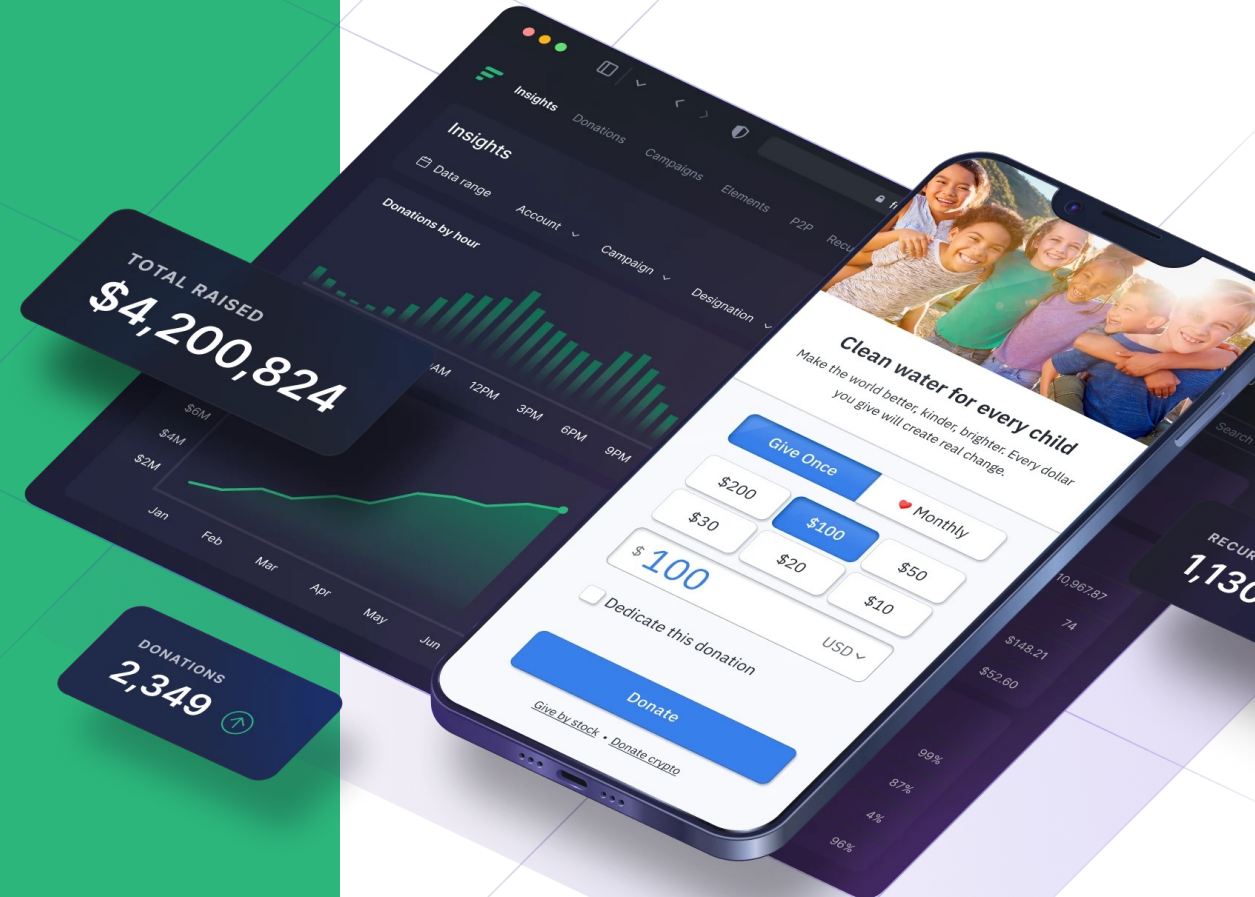 Insights
Donations
Campaigns
Elements
P2P
Insights
Data range
Account
Campaign
Designation
Donations by hour
12PM
3PM
6PM
9PM
TOTAL RAISED
$4,200,824
$6M
$4M
$2M
Jan
Feb
Mar
Apr
May
Jun
DONATIONS
2,349
Clean water for every child
Make the world better, kinder, brighter. Every dollar
you give will create real change.
Give Once
Monthly
$200
$100
$50
$30
$20
$10
$ 100
USD
Dedicate this donation
Donate
Give by stock • Donate crypto
Search
10,967.87
74
$148.21
$52.60
99%
87%
4%
96%